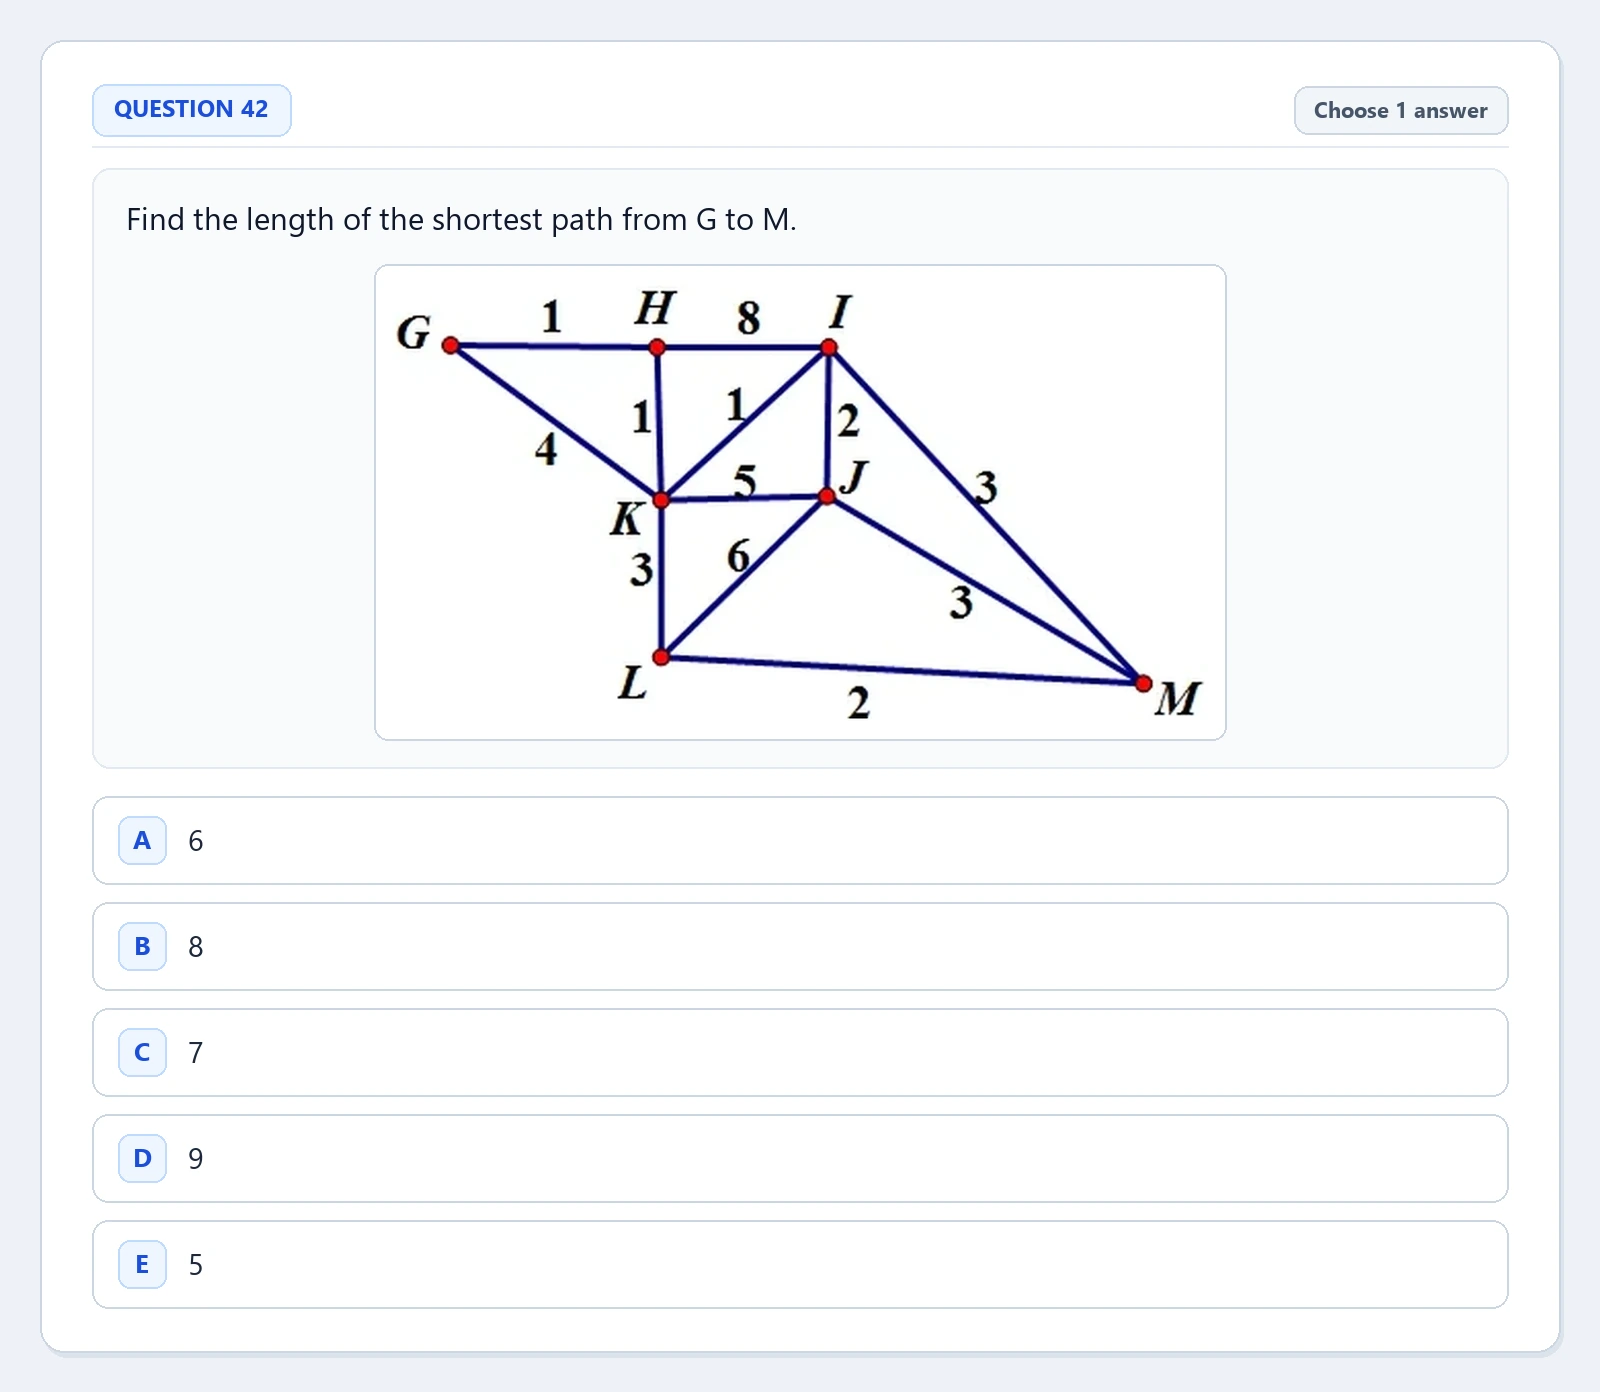 QUESTION 42
Choose 1 answer
Find the length of the shortest path from G to M.
G 1 H 8 I
4 1 1 2
K 5 J 3
3 6 3
L 2 M
A 6
B 8
C 7
D 9
E 5